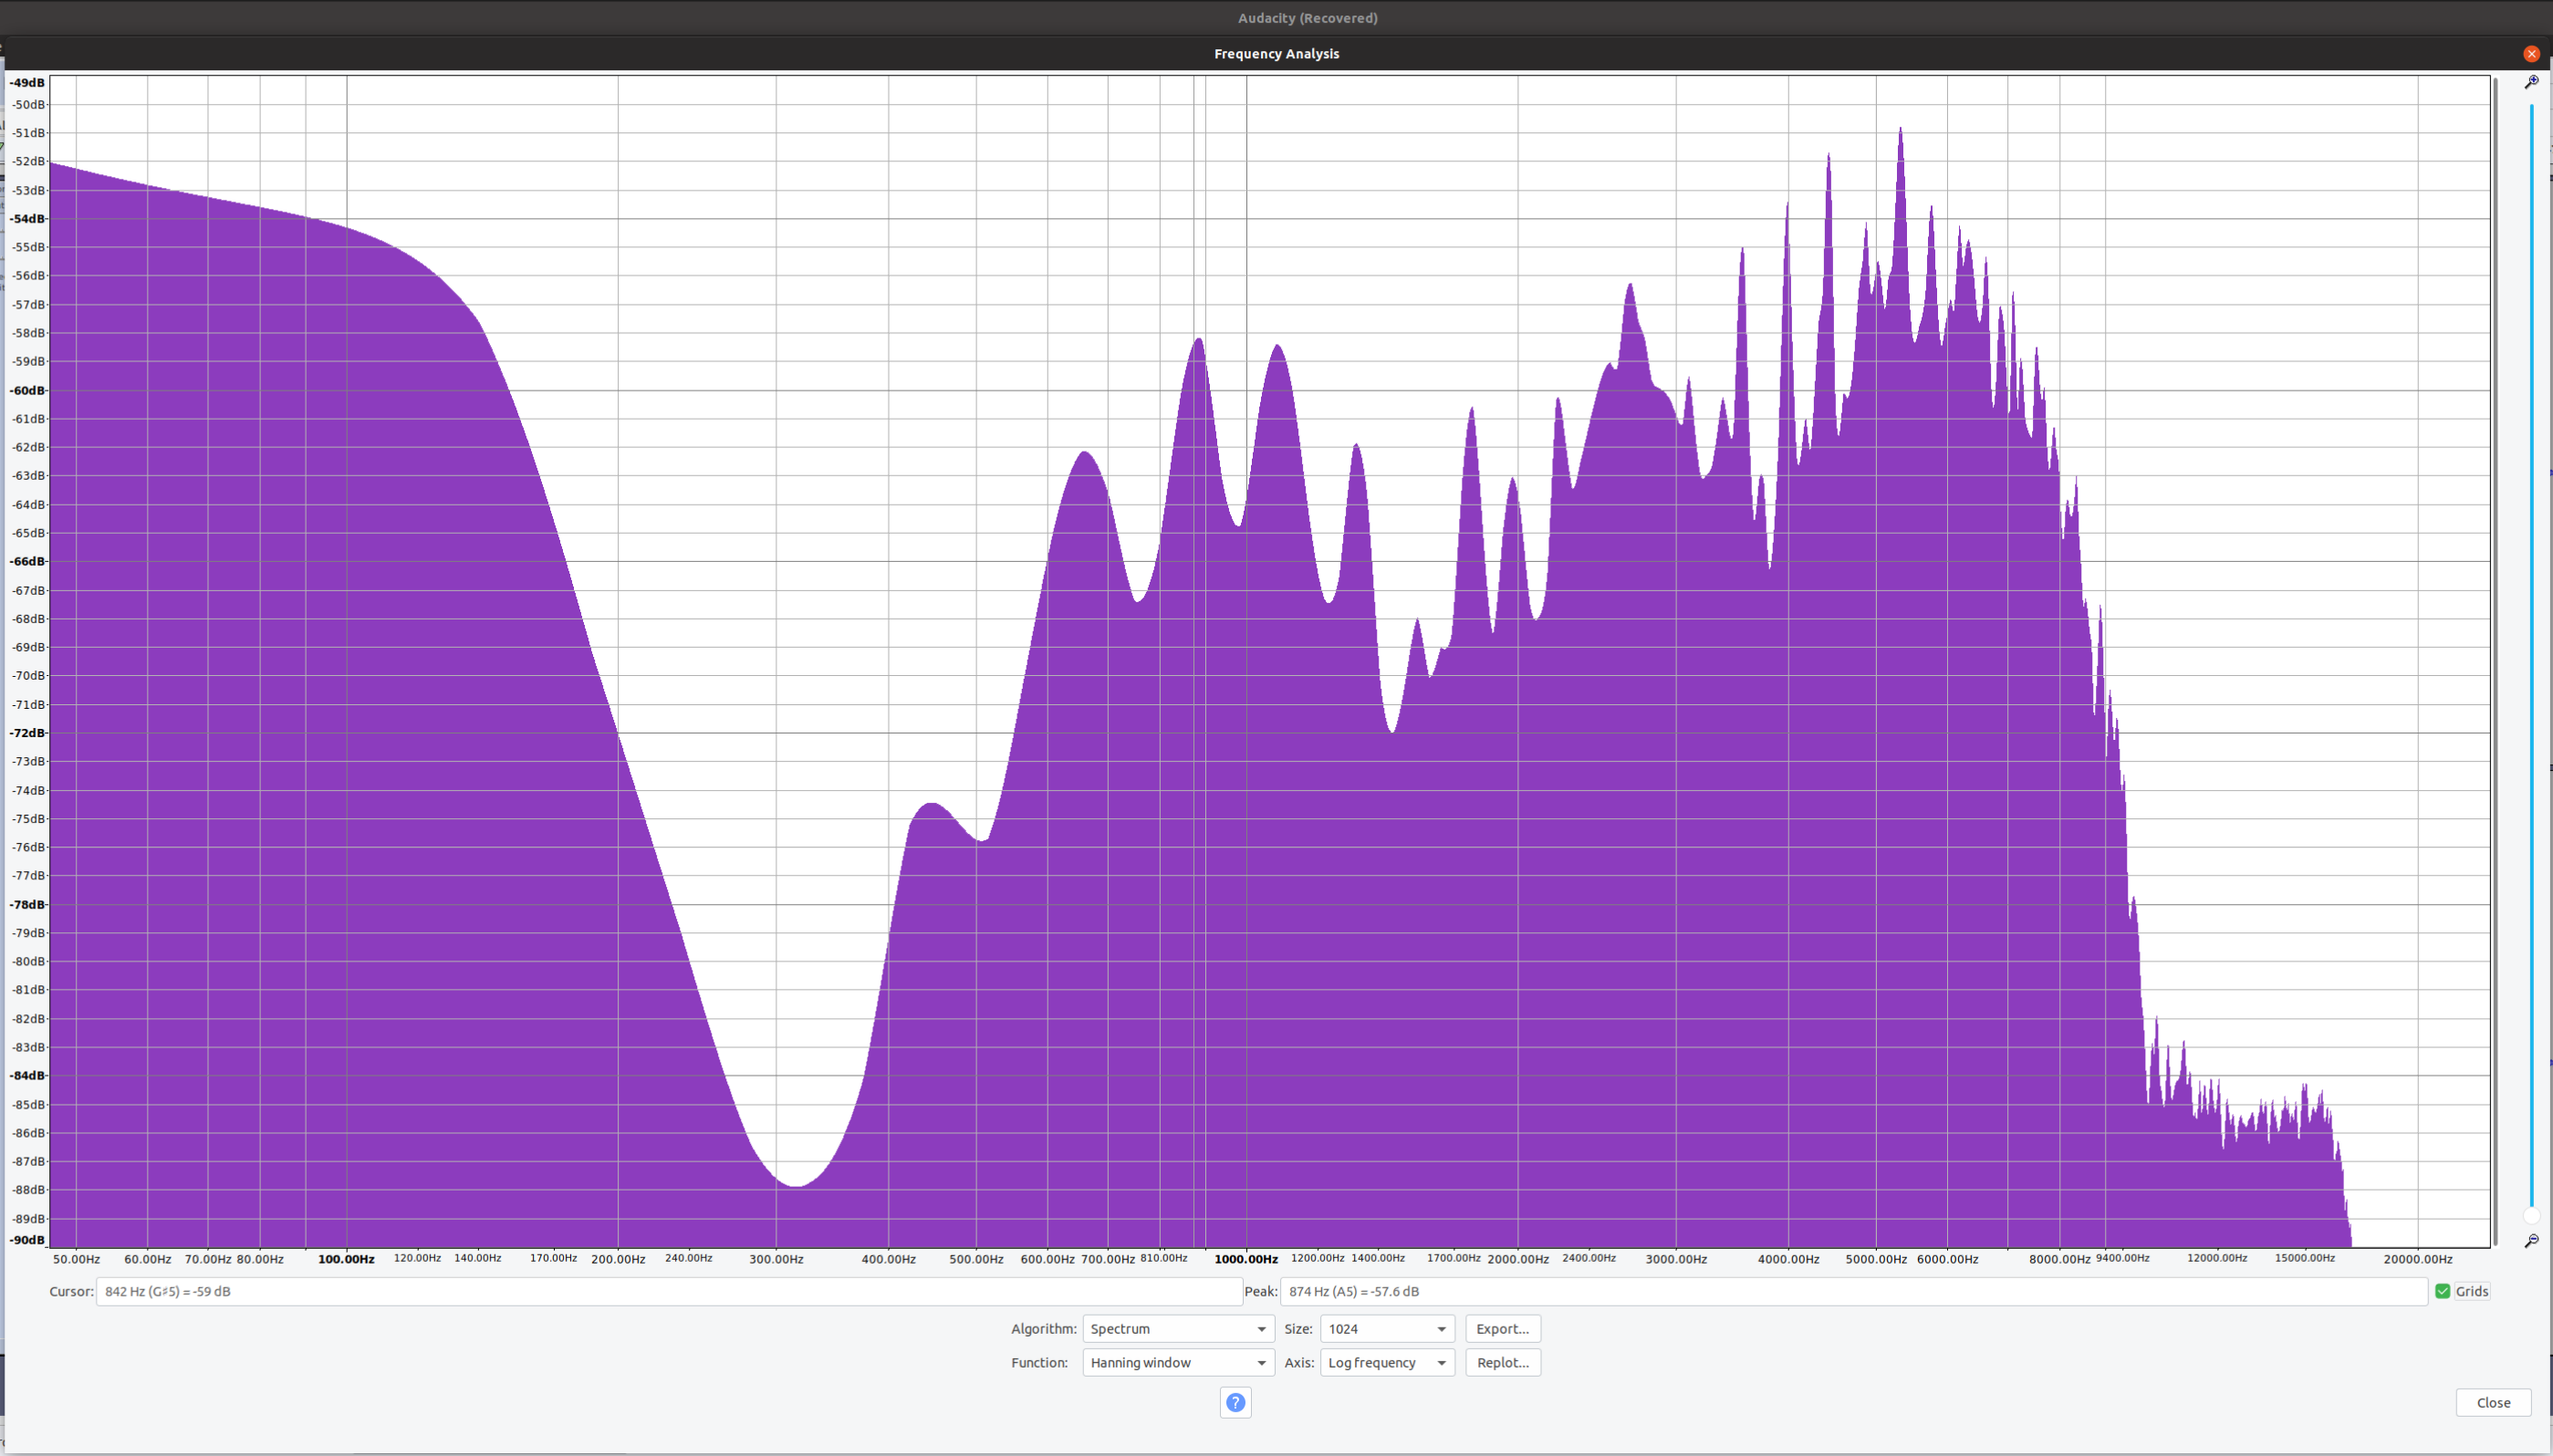 Audacity (Recovered)
Frequency Analysis
-49dB
-50dB
-51dB
-52dB
-53dB
-54dB
-55dB
-56dB
-57dB
-58dB
-59dB
-60dB
-61dB
-62dB
-63dB
-64dB
-65dB
-66dB
-67dB
-68dB
-69dB
-70dB
-71dB
-72dB
-73dB
-74dB
-75dB
-76dB
-77dB
-78dB
-79dB
-80dB
-81dB
-82dB
-83dB
-84dB
-85dB
-86dB
-87dB
-88dB
-89dB
-90dB
50.00Hz 60.00Hz 70.00Hz 80.00Hz 100.00Hz 120.00Hz 140.00Hz 170.00Hz 200.00Hz 240.00Hz 300.00Hz 400.00Hz 500.00Hz 600.00Hz 700.00Hz 810.00Hz 1000.00Hz 1200.00Hz 1400.00Hz 1700.00Hz 2000.00Hz 2400.00Hz 3000.00Hz 4000.00Hz 5000.00Hz 6000.00Hz 8000.00Hz 9400.00Hz 12000.00Hz 15000.00Hz 20000.00Hz
Cursor: 842 Hz (G♯5) = -59 dB Peak: 874 Hz (A5) = -57.6 dB Grids
Algorithm: Spectrum Size: 1024 Export...
Function: Hanning window Axis: Log frequency Replot...
?
Close